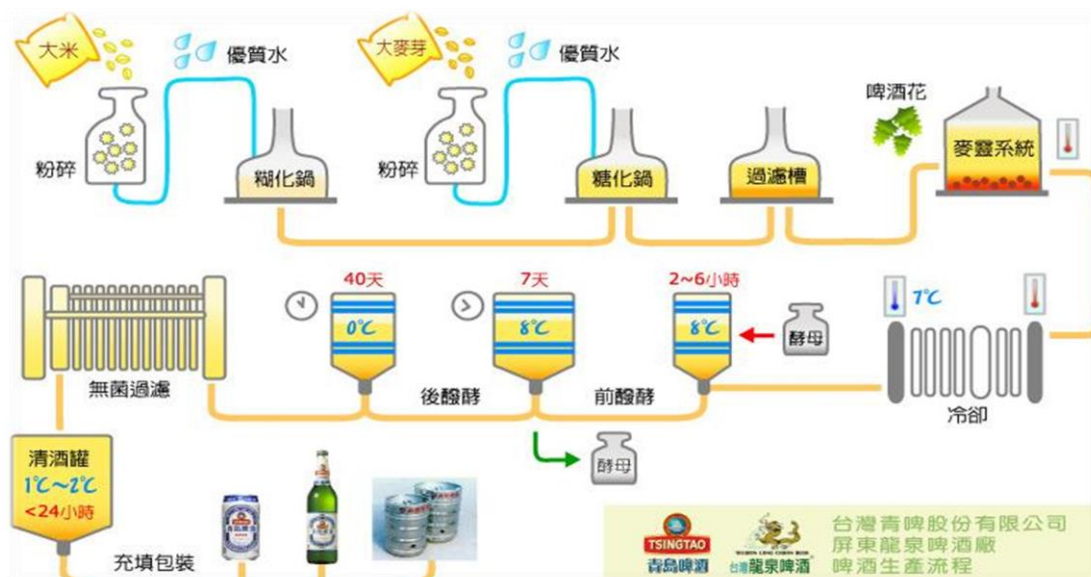 大米
優質水
粉碎
糊化鍋
大麥芽
優質水
粉碎
糖化鍋
過濾槽
啤酒花
麥靈系統
7℃
冷卻
2~6小時
8℃
酵母
前醱酵
7天
8℃
酵母
後醱酵
40天
0℃
無菌過濾
清酒罐
1℃~2℃
<24小時
充填包裝
TSINGTAO
青島啤酒
台灣龍泉啤酒
台灣青啤股份有限公司
屏東龍泉啤酒廠
啤酒生產流程